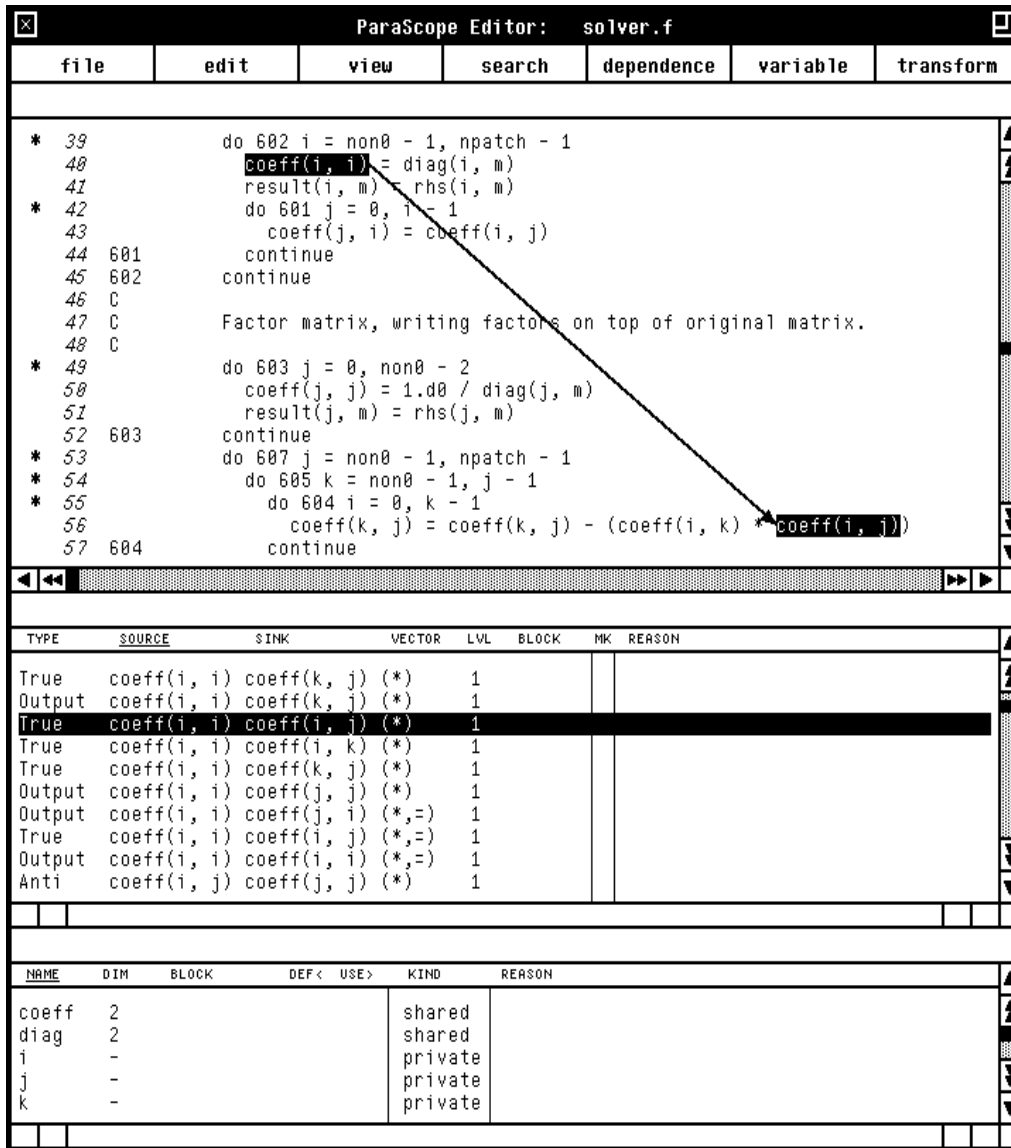 ParaScope Editor: solver.f
file edit view search dependence variable transform
* 39 do 602 i = non0 - 1, npatch - 1
40 coeff(i, i) = diag(i, m)
41 result(i, m) = rhs(i, m)
* 42 do 601 j = 0, i - 1
43 coeff(j, i) = coeff(i, j)
44 601 continue
45 602 continue
46 C
47 C Factor matrix, writing factors on top of original matrix.
48 C
* 49 do 603 j = 0, non0 - 2
50 coeff(j, j) = 1.d0 / diag(j, m)
51 result(j, m) = rhs(j, m)
52 603 continue
* 53 do 607 j = non0 - 1, npatch - 1
* 54 do 605 k = non0 - 1, j - 1
* 55 do 604 i = 0, k - 1
56 coeff(k, j) = coeff(k, j) - (coeff(i, k) * coeff(i, j))
57 604 continue
TYPE SOURCE SINK VECTOR LVL BLOCK MK REASON
True coeff(i, i) coeff(k, j) (*) 1
Output coeff(i, i) coeff(k, j) (*) 1
True coeff(i, i) coeff(i, j) (*) 1
True coeff(i, i) coeff(i, k) (*) 1
True coeff(i, i) coeff(k, j) (*) 1
Output coeff(i, i) coeff(j, j) (*) 1
Output coeff(i, i) coeff(j, i) (*,=) 1
True coeff(i, i) coeff(i, j) (*,=) 1
Output coeff(i, i) coeff(i, i) (*,=) 1
Anti coeff(i, j) coeff(j, j) (*) 1
NAME DIM BLOCK DEF< USE> KIND REASON
coeff 2 shared
diag 2 shared
i - private
j - private
k - private